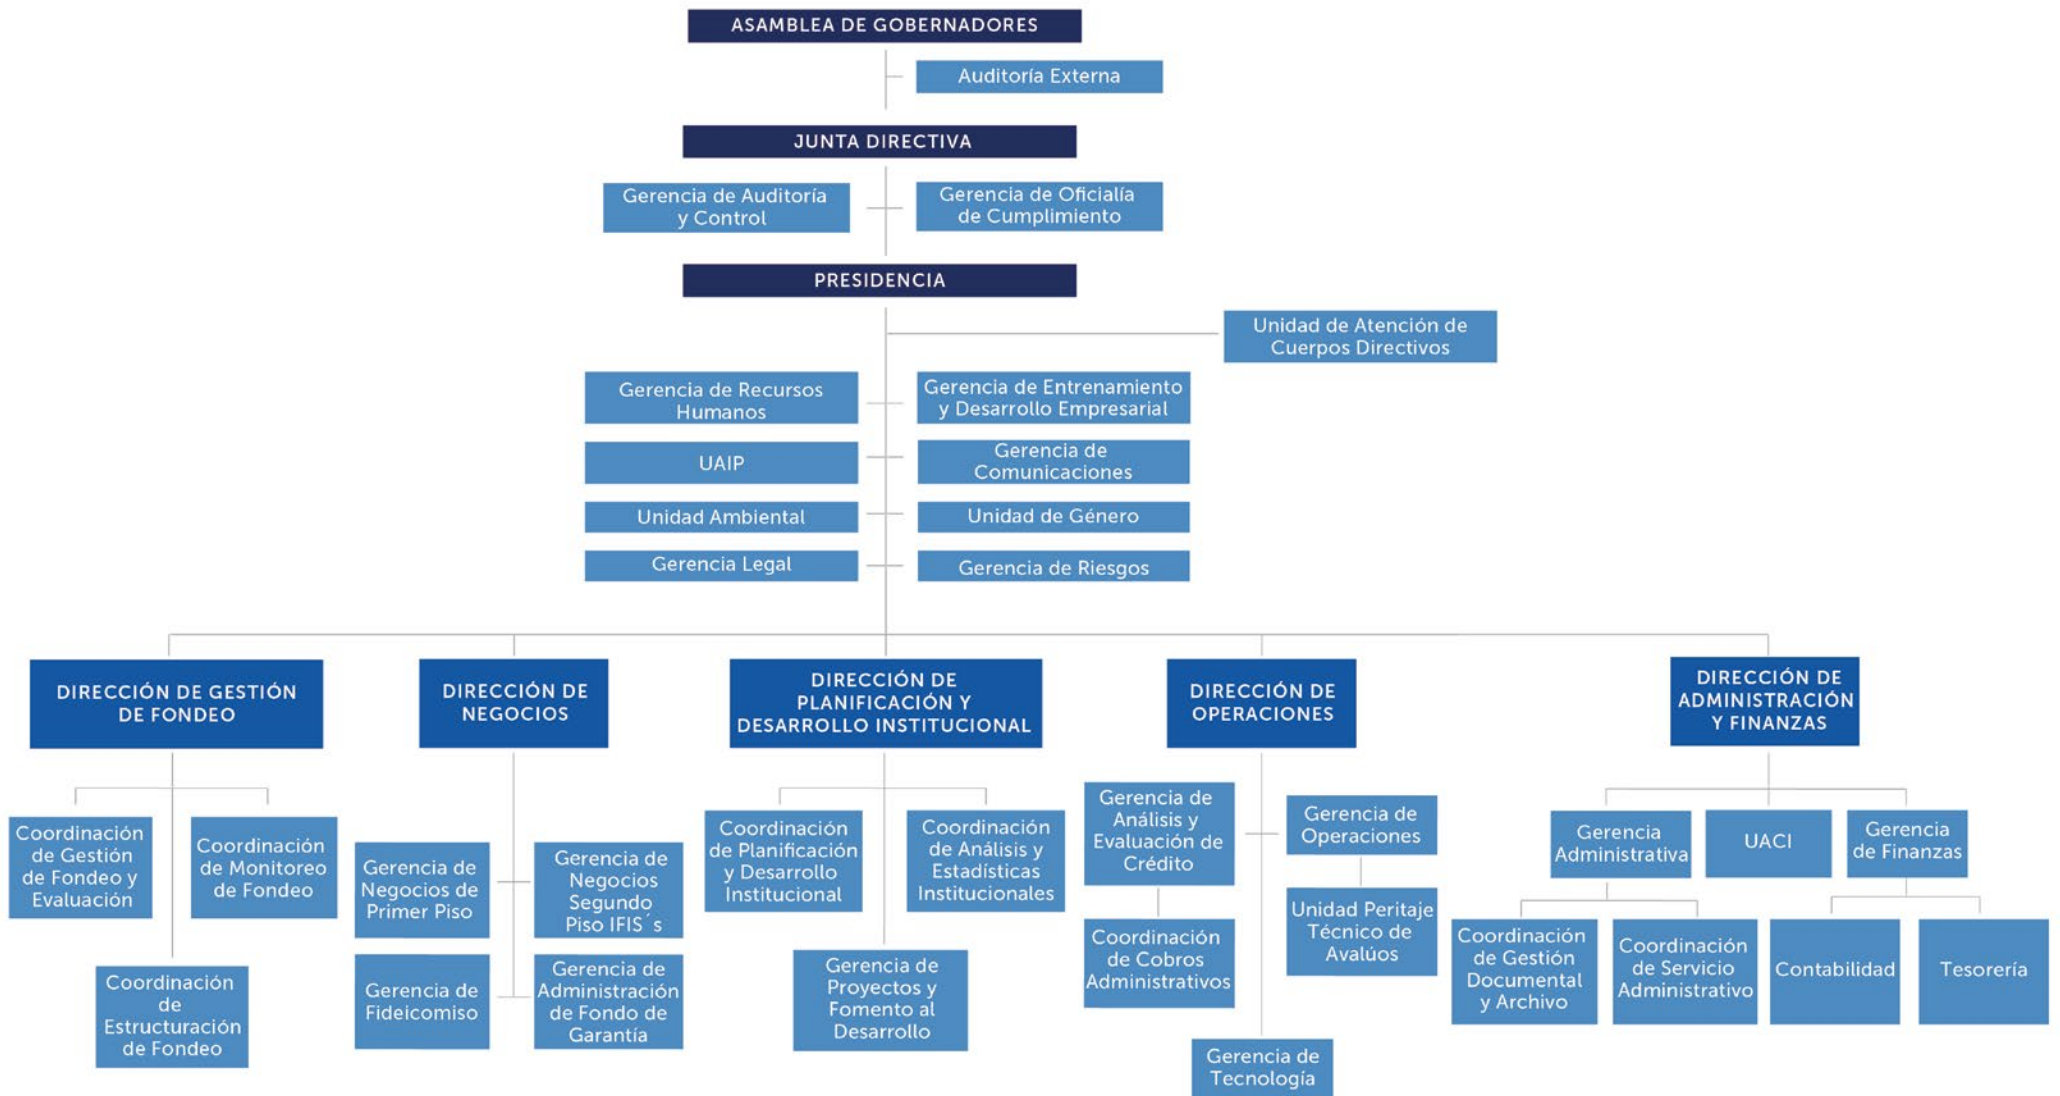 ASAMBLEA DE GOBERNADORES
Auditoría Externa
JUNTA DIRECTIVA
Gerencia de Auditoría
y Control
Gerencia de Oficialía
de Cumplimiento
PRESIDENCIA
Unidad de Atención de
Cuerpos Directivos
Gerencia de Recursos
Humanos
Gerencia de Entrenamiento
y Desarrollo Empresarial
UAIP
Gerencia de
Comunicaciones
Unidad Ambiental
Unidad de Género
Gerencia Legal
Gerencia de Riesgos
DIRECCIÓN DE GESTIÓN
DE FONDEO
DIRECCIÓN DE
NEGOCIOS
DIRECCIÓN DE
PLANIFICACIÓN Y
DESARROLLO INSTITUCIONAL
DIRECCIÓN DE
OPERACIONES
DIRECCIÓN DE
ADMINISTRACIÓN
Y FINANZAS
Coordinación
de Gestión
de Fondeo y
Evaluación
Coordinación
de Monitoreo
de Fondeo
Coordinación
de
Estructuración
de Fondeo
Gerencia de
Negocios de
Primer Piso
Gerencia de
Negocios
Segundo
Piso IFIS´s
Gerencia de
Fideicomiso
Gerencia de
Administración
de Fondo de
Garantía
Coordinación
de Planificación
y Desarrollo
Institucional
Coordinación
de Análisis y
Estadísticas
Institucionales
Gerencia de
Proyectos y
Fomento al
Desarrollo
Gerencia de
Análisis y
Evaluación de
Crédito
Gerencia de
Operaciones
Coordinación
de Cobros
Administrativos
Unidad Peritaje
Técnico de
Avalúos
Gerencia de
Tecnología
Gerencia
Administrativa
UACI
Gerencia
de Finanzas
Coordinación
de Gestión
Documental
y Archivo
Coordinación
de Servicio
Administrativo
Contabilidad
Tesorería